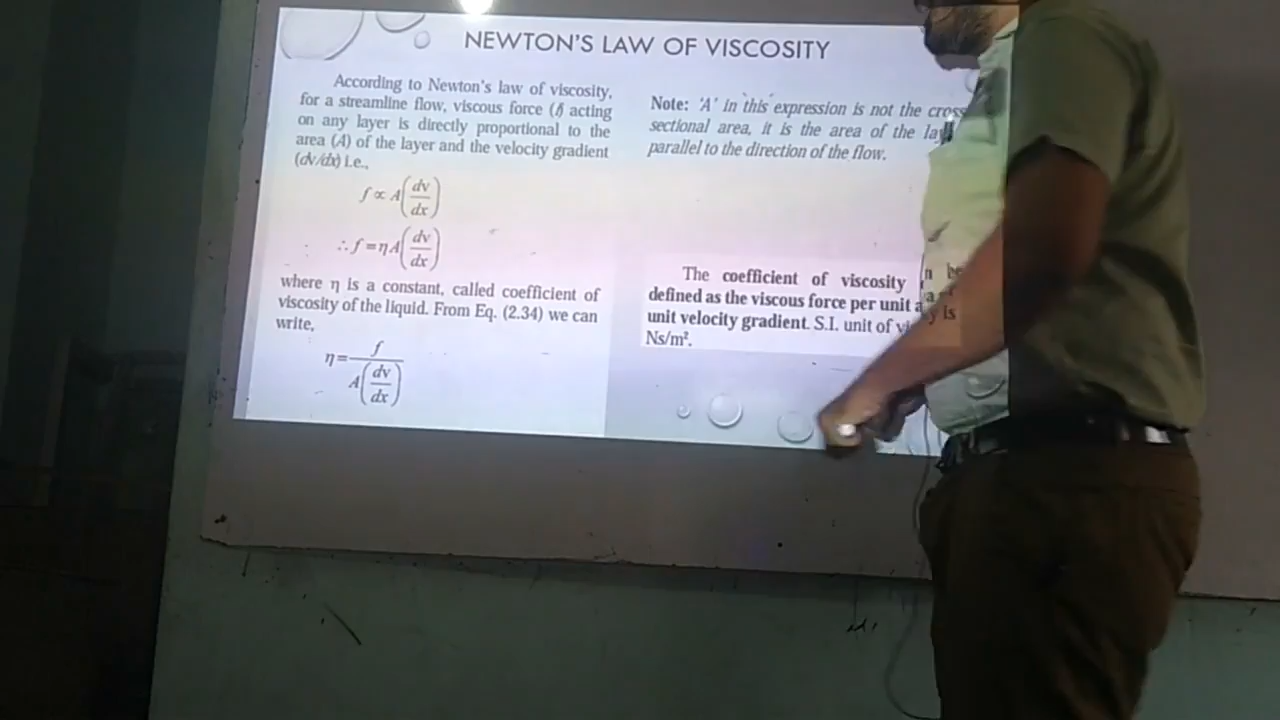 NEWTON'S LAW OF VISCOSITY
According to Newton's law of viscosity,
for a streamline flow, viscous force (f) acting
on any layer is directly proportional to the
area (A) of the layer and the velocity gradient
(dv/dx) i.e.,
f ∝ A(dv/dx)
∴ f = ηA(dv/dx)
where η is a constant, called coefficient of
viscosity of the liquid. From Eq. (2.34) we can
write,
η = f / A(dv/dx)
Note: 'A' in this expression is not the cross
sectional area, it is the area of the
parallel to the direction of the flow.
The coefficient of viscosity be
defined as the viscous force per unit
unit velocity gradient. S.I. unit of is
Ns/m².